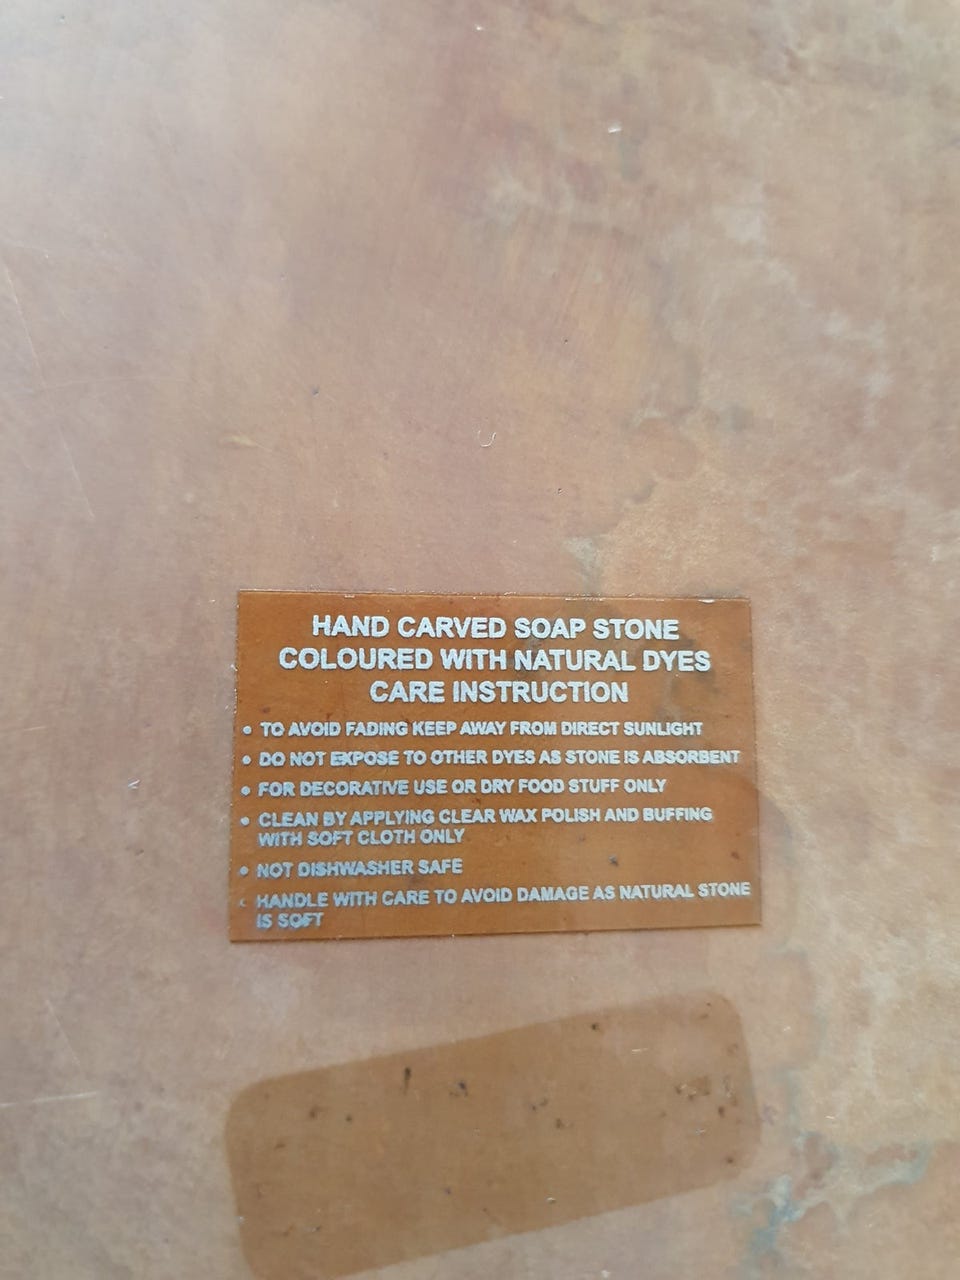 HAND CARVED SOAP STONE
COLOURED WITH NATURAL DYES
CARE INSTRUCTION
• TO AVOID FADING KEEP AWAY FROM DIRECT SUNLIGHT
• DO NOT EXPOSE TO OTHER DYES AS STONE IS ABSORBENT
• FOR DECORATIVE USE OR DRY FOOD STUFF ONLY
• CLEAN BY APPLYING CLEAR WAX POLISH AND BUFFING
WITH SOFT CLOTH ONLY
• NOT DISHWASHER SAFE
• HANDLE WITH CARE TO AVOID DAMAGE AS NATURAL STONE
IS SOFT